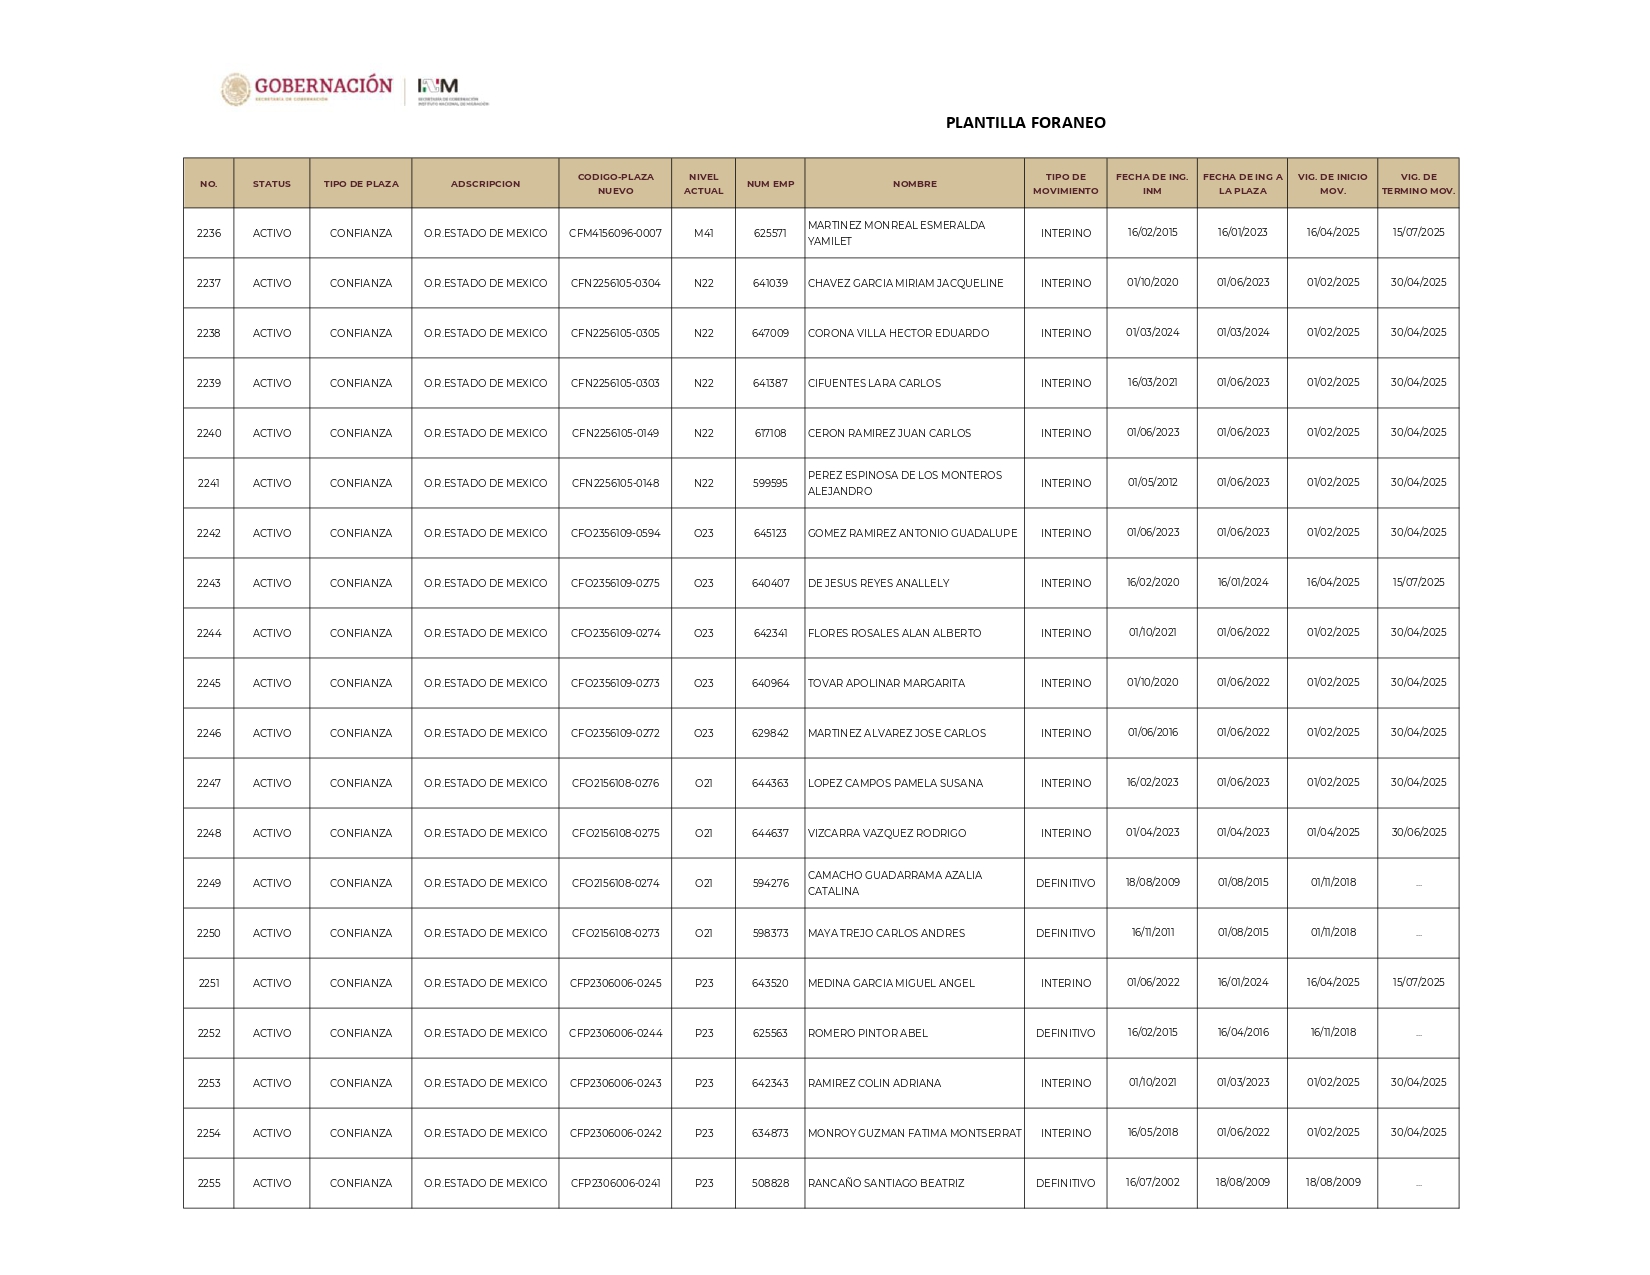 GOBERNACIÓN
SECRETARÍA DE GOBERNACIÓN
INM
SECRETARÍA DE GOBERNACIÓN
INSTITUTO NACIONAL DE MIGRACIÓN
PLANTILLA FORANEO
NO. STATUS TIPO DE PLAZA ADSCRIPCION CODIGO-PLAZA NUEVO NIVEL ACTUAL NUM EMP NOMBRE TIPO DE MOVIMIENTO FECHA DE ING. INM FECHA DE ING A LA PLAZA VIG. DE INICIO MOV. VIG. DE TERMINO MOV.
2236 ACTIVO CONFIANZA O.R.ESTADO DE MEXICO CFM4156096-0007 M41 625571 MARTINEZ MONREAL ESMERALDA YAMILET INTERINO 16/02/2015 16/01/2023 16/04/2025 15/07/2025
2237 ACTIVO CONFIANZA O.R.ESTADO DE MEXICO CFN2256105-0304 N22 641039 CHAVEZ GARCIA MIRIAM JACQUELINE INTERINO 01/10/2020 01/06/2023 01/02/2025 30/04/2025
2238 ACTIVO CONFIANZA O.R.ESTADO DE MEXICO CFN2256105-0305 N22 647009 CORONA VILLA HECTOR EDUARDO INTERINO 01/03/2024 01/03/2024 01/02/2025 30/04/2025
2239 ACTIVO CONFIANZA O.R.ESTADO DE MEXICO CFN2256105-0303 N22 641387 CIFUENTES LARA CARLOS INTERINO 16/03/2021 01/06/2023 01/02/2025 30/04/2025
2240 ACTIVO CONFIANZA O.R.ESTADO DE MEXICO CFN2256105-0149 N22 617108 CERON RAMIREZ JUAN CARLOS INTERINO 01/06/2023 01/06/2023 01/02/2025 30/04/2025
2241 ACTIVO CONFIANZA O.R.ESTADO DE MEXICO CFN2256105-0148 N22 599595 PEREZ ESPINOSA DE LOS MONTEROS ALEJANDRO INTERINO 01/05/2012 01/06/2023 01/02/2025 30/04/2025
2242 ACTIVO CONFIANZA O.R.ESTADO DE MEXICO CFO2356109-0594 O23 645123 GOMEZ RAMIREZ ANTONIO GUADALUPE INTERINO 01/06/2023 01/06/2023 01/02/2025 30/04/2025
2243 ACTIVO CONFIANZA O.R.ESTADO DE MEXICO CFO2356109-0275 O23 640407 DE JESUS REYES ANALLELY INTERINO 16/02/2020 16/01/2024 16/04/2025 15/07/2025
2244 ACTIVO CONFIANZA O.R.ESTADO DE MEXICO CFO2356109-0274 O23 642341 FLORES ROSALES ALAN ALBERTO INTERINO 01/10/2021 01/06/2022 01/02/2025 30/04/2025
2245 ACTIVO CONFIANZA O.R.ESTADO DE MEXICO CFO2356109-0273 O23 640964 TOVAR APOLINAR MARGARITA INTERINO 01/10/2020 01/06/2022 01/02/2025 30/04/2025
2246 ACTIVO CONFIANZA O.R.ESTADO DE MEXICO CFO2356109-0272 O23 629842 MARTINEZ ALVAREZ JOSE CARLOS INTERINO 01/06/2016 01/06/2022 01/02/2025 30/04/2025
2247 ACTIVO CONFIANZA O.R.ESTADO DE MEXICO CFO2156108-0276 O21 644363 LOPEZ CAMPOS PAMELA SUSANA INTERINO 16/02/2023 01/06/2023 01/02/2025 30/04/2025
2248 ACTIVO CONFIANZA O.R.ESTADO DE MEXICO CFO2156108-0275 O21 644637 VIZCARRA VAZQUEZ RODRIGO INTERINO 01/04/2023 01/04/2023 01/04/2025 30/06/2025
2249 ACTIVO CONFIANZA O.R.ESTADO DE MEXICO CFO2156108-0274 O21 594276 CAMACHO GUADARRAMA AZALIA CATALINA DEFINITIVO 18/08/2009 01/08/2015 01/11/2018 ...
2250 ACTIVO CONFIANZA O.R.ESTADO DE MEXICO CFO2156108-0273 O21 598373 MAYA TREJO CARLOS ANDRES DEFINITIVO 16/11/2011 01/08/2015 01/11/2018 ...
2251 ACTIVO CONFIANZA O.R.ESTADO DE MEXICO CFP2306006-0245 P23 643520 MEDINA GARCIA MIGUEL ANGEL INTERINO 01/06/2022 16/01/2024 16/04/2025 15/07/2025
2252 ACTIVO CONFIANZA O.R.ESTADO DE MEXICO CFP2306006-0244 P23 625563 ROMERO PINTOR ABEL DEFINITIVO 16/02/2015 16/04/2016 16/11/2018 ...
2253 ACTIVO CONFIANZA O.R.ESTADO DE MEXICO CFP2306006-0243 P23 642343 RAMIREZ COLIN ADRIANA INTERINO 01/10/2021 01/03/2023 01/02/2025 30/04/2025
2254 ACTIVO CONFIANZA O.R.ESTADO DE MEXICO CFP2306006-0242 P23 634873 MONROY GUZMAN FATIMA MONTSERRAT INTERINO 16/05/2018 01/06/2022 01/02/2025 30/04/2025
2255 ACTIVO CONFIANZA O.R.ESTADO DE MEXICO CFP2306006-0241 P23 508828 RANCAÑO SANTIAGO BEATRIZ DEFINITIVO 16/07/2002 18/08/2009 18/08/2009 ...